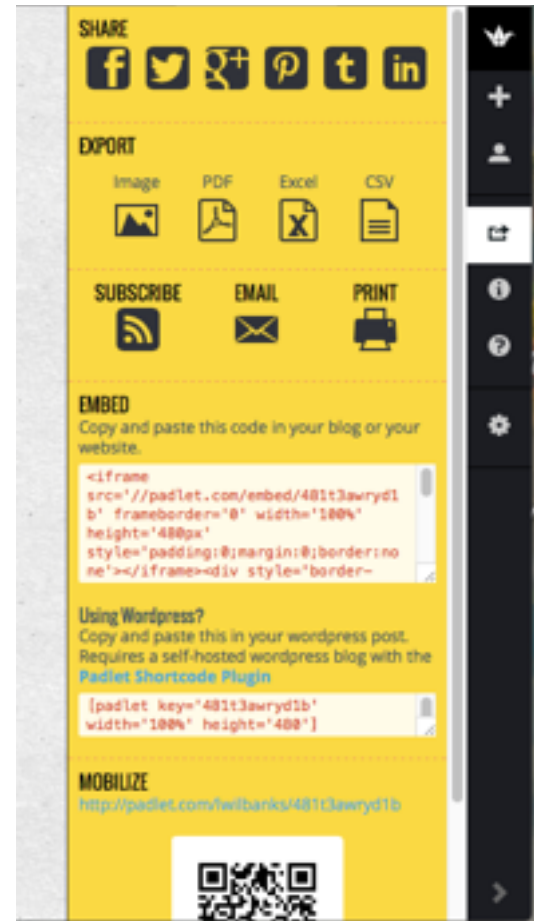 SHARE
EXPORT
Image PDF Excel CSV
SUBSCRIBE EMAIL PRINT
EMBED
Copy and paste this code in your blog or your
website.
<iframe
src='//padlet.com/embed/481t3awryd1
b' frameborder='0' width='100%'
height='480px'
style='padding:0;margin:0;border:no
ne'></iframe><div style='border-
Using Wordpress?
Copy and paste this in your wordpress post.
Requires a self-hosted wordpress blog with the
Padlet Shortcode Plugin
[padlet key='481t3awryd1b'
width='100%' height='480']
MOBILIZE
http://padlet.com/lwilbanks/481t3awryd1b